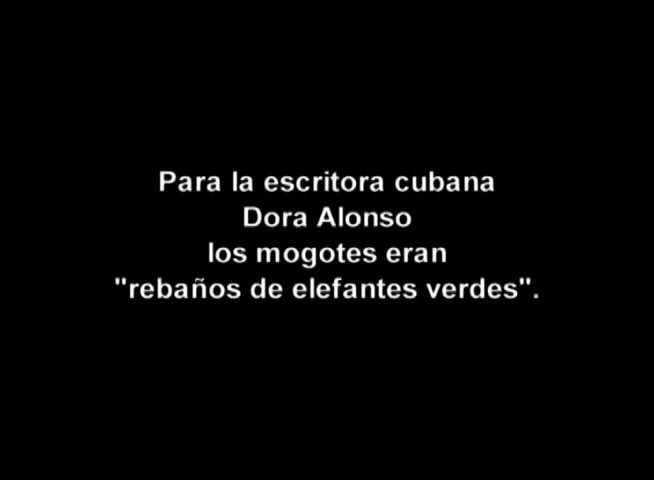 Para la escritora cubana
Dora Alonso
los mogotes eran
"rebaños de elefantes verdes".